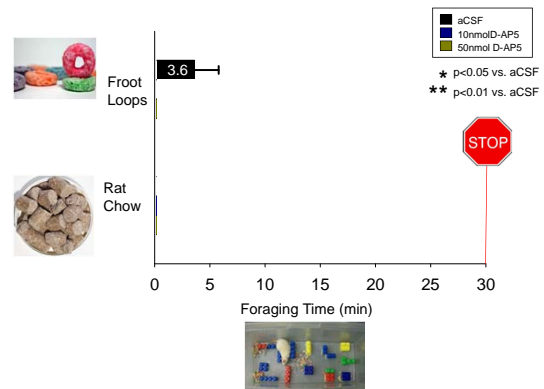 aCSF
10nmolD-AP5
50nmol D-AP5
* p<0.05 vs. aCSF
** p<0.01 vs. aCSF
3.6
Froot
Loops
STOP
Rat
Chow
0 5 10 15 20 25 30
Foraging Time (min)